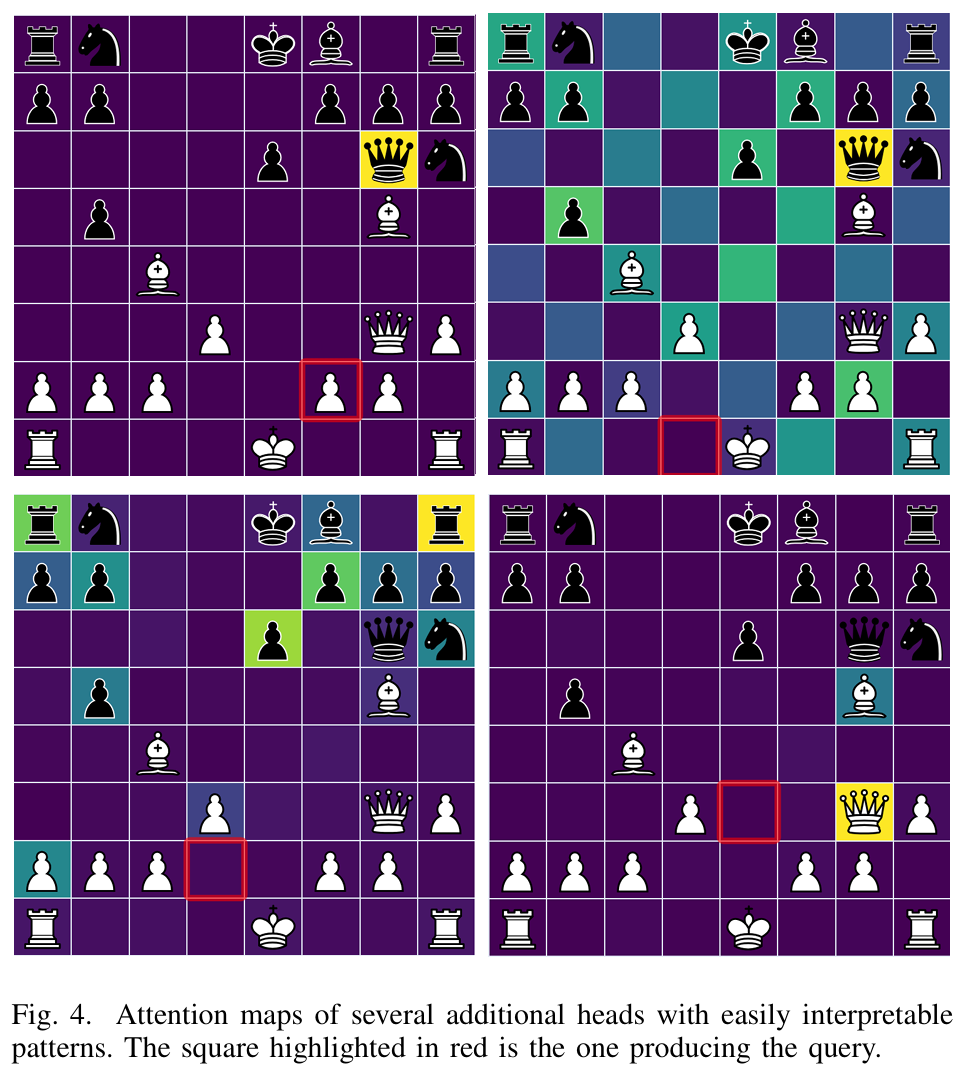 Fig. 4. Attention maps of several additional heads with easily interpretable
patterns. The square highlighted in red is the one producing the query.